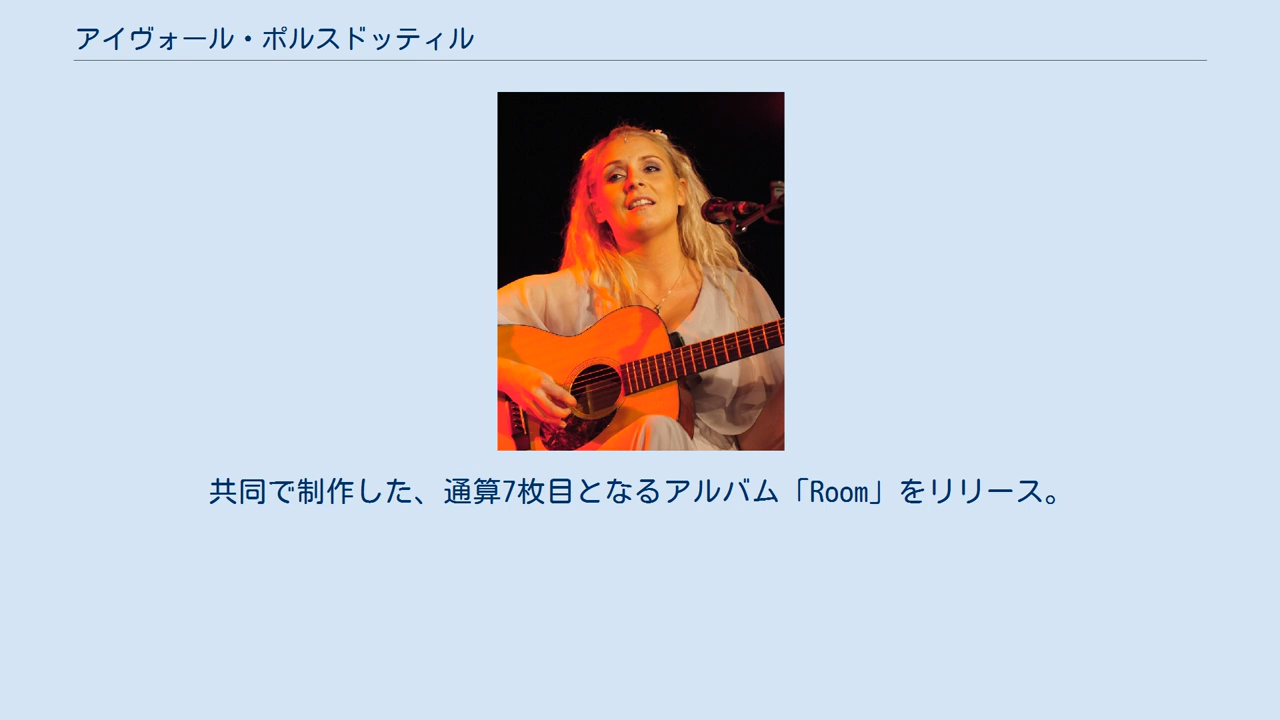 アイヴォール・ポルスドッティル
共同で制作した、通算7枚目となるアルバム「Room」をリリース。